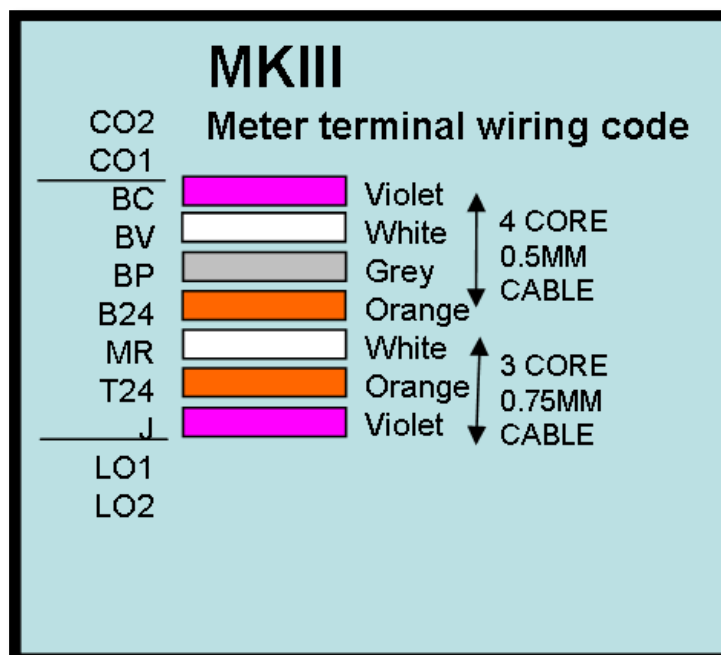 MKIII
Meter terminal wiring code
CO2
CO1
BC Violet
BV White
BP Grey
B24 Orange
MR White
T24 Orange
J Violet
LO1
LO2
4 CORE
0.5MM
CABLE
3 CORE
0.75MM
CABLE